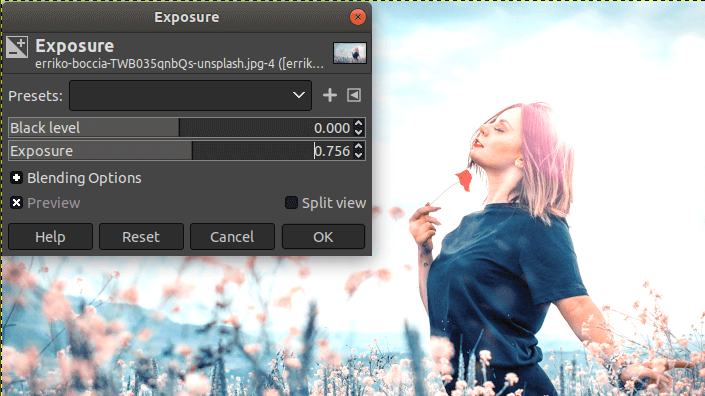 Exposure
Exposure
erriko-boccia-TWB035qnbQs-unsplash.jpg-4 ([errik...
Presets:
Black level 0.000
Exposure 0.756
Blending Options
Preview Split view
Help Reset Cancel OK